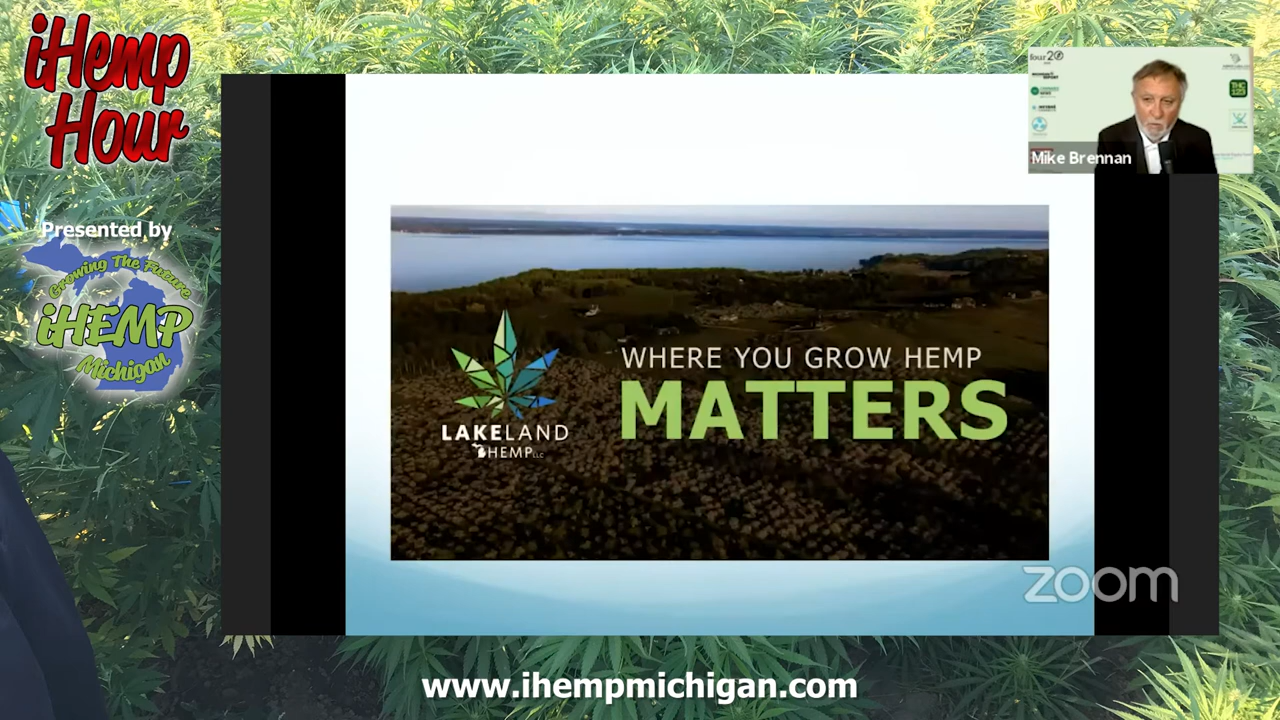 iHemp
Hour
Presented by
Growing The Future
iHEMP
Michigan
four20
Mike Brennan
WHERE YOU GROW HEMP
MATTERS
LAKELAND
HEMP LLC
zoom
www.ihempmichigan.com